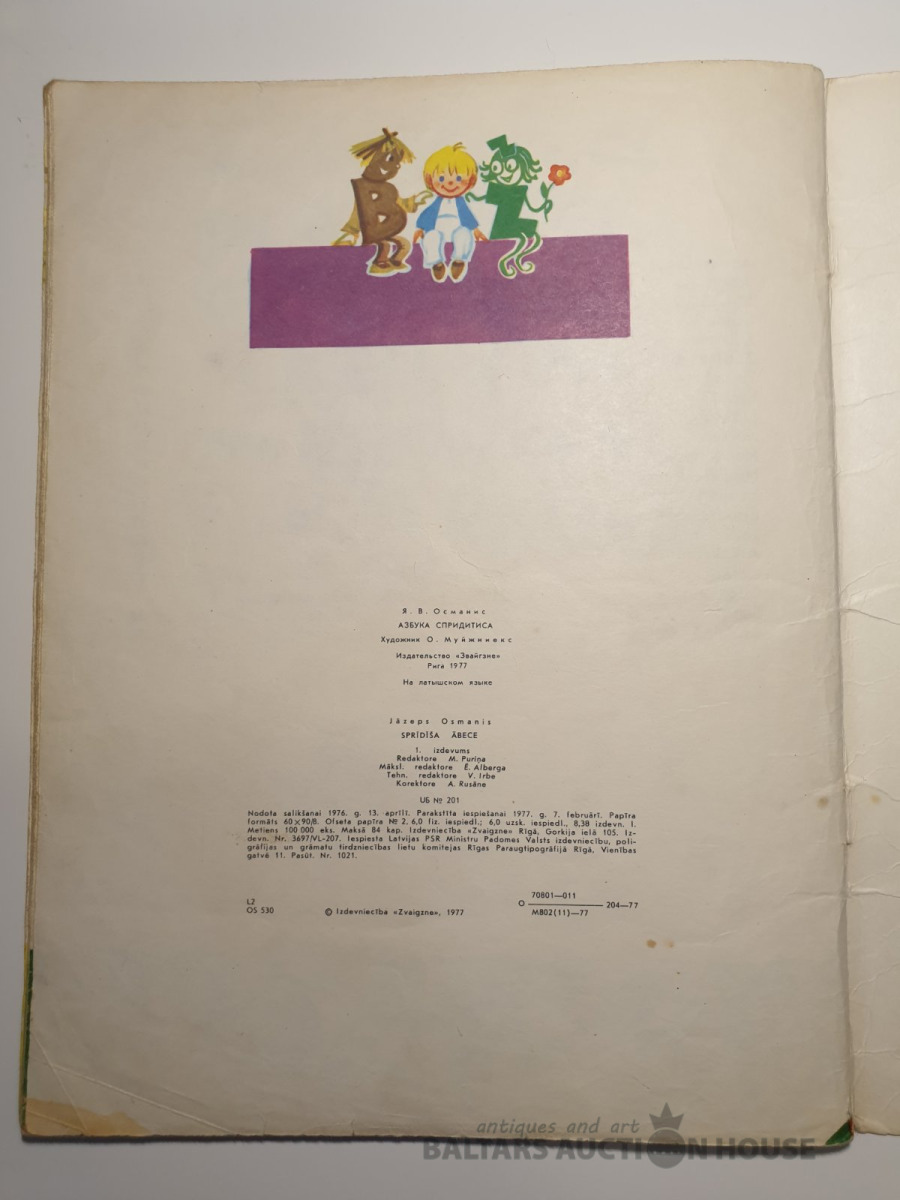 B
Z
Я. В. Османис
АЗБУКА СПРИДИТИСА
Художник О. Муйжниекс
Издательство «Звайгзне»
Рига 1977
На латышском языке
Jāzeps Osmanis
SPRĪDĪŠA ĀBECE
1. izdevums
Redaktore M. Puriņa
Māksl. redaktore Ē. Alberga
Tehn. redaktore V. Irbe
Korektore A. Rusāne
UБ № 201
Nodota salikšanai 1976. g. 13. aprīlī. Parakstīta iespiešanai 1977. g. 7. februārī. Papīra
formāts 60×90/8. Ofseta papīra № 2. 6,0 fiz. iespiedl.; 6,0 uzsk. iespiedl., 8,38 izdevn. l.
Metiens 100 000 eks. Maksā 84 kap. Izdevniecība «Zvaigzne» Rīgā, Gorkija ielā 105. Iz-
devn. Nr. 3697/VL-207. Iespiesta Latvijas PSR Ministru Padomes Valsts izdevniecību, poli-
grāfijas un grāmatu tirdzniecības lietu komitejas Rīgas Paraugtipogrāfijā Rīgā, Vienības
gatvē 11. Pasūt. Nr. 1021.
L2
OS 530
© Izdevniecība «Zvaigzne», 1977
70801—011
О ——— 204—77
M802(11)—77
antiques and art
BALTARS AUCTION HOUSE